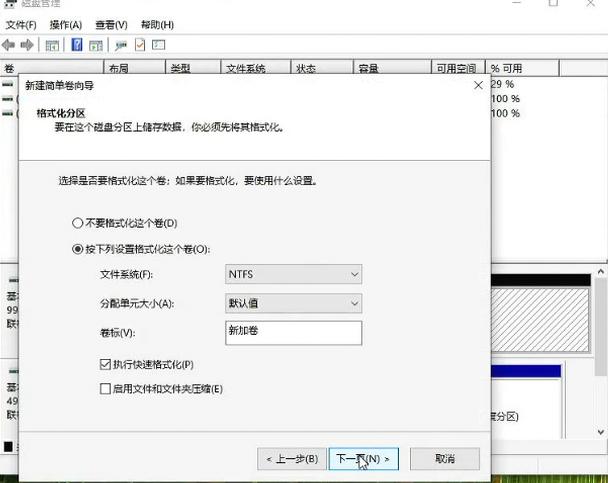 磁盘管理
文件(F) 操作(A) 查看(V) 帮助(H)
卷 布局 类型 文件系统 状态 容量 可用空间 % 可用
29 %
100 %
100 %
新建简单卷向导
格式化分区
要在这个磁盘分区上储存数据，你必须先将其格式化。
选择是否要格式化这个卷；如果要格式化，要使用什么设置。
不要格式化这个卷(D)
按下列设置格式化这个卷(O):
文件系统(F): NTFS
分配单元大小(A): 默认值
卷标(V): 新加卷
执行快速格式化(P)
启用文件和文件夹压缩(E)
基
99
联
基
49
联
分区)
< 上一步(B) 下一页(N) > 取消